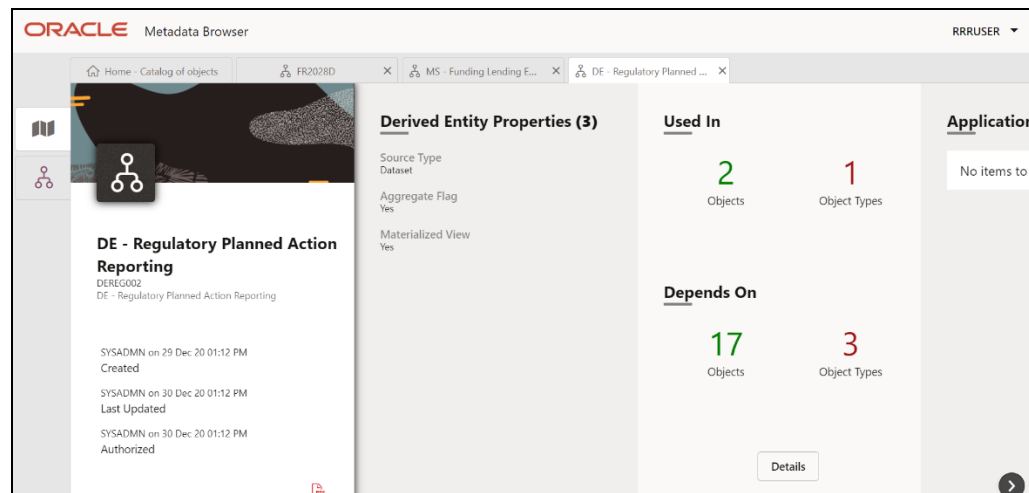 ORACLE Metadata Browser
RRRUSER
Home - Catalog of objects
FR2028D
MS - Funding Lending E...
DE - Regulatory Planned ...
DE - Regulatory Planned Action
Reporting
DEREG002
DE - Regulatory Planned Action Reporting
SYSADMN on 29 Dec 20 01:12 PM
Created
SYSADMN on 30 Dec 20 01:12 PM
Last Updated
SYSADMN on 30 Dec 20 01:12 PM
Authorized
Derived Entity Properties (3)
Source Type
Dataset
Aggregate Flag
Yes
Materialized View
Yes
Used In
2 1
Objects Object Types
Depends On
17 3
Objects Object Types
Details
Application
No items to